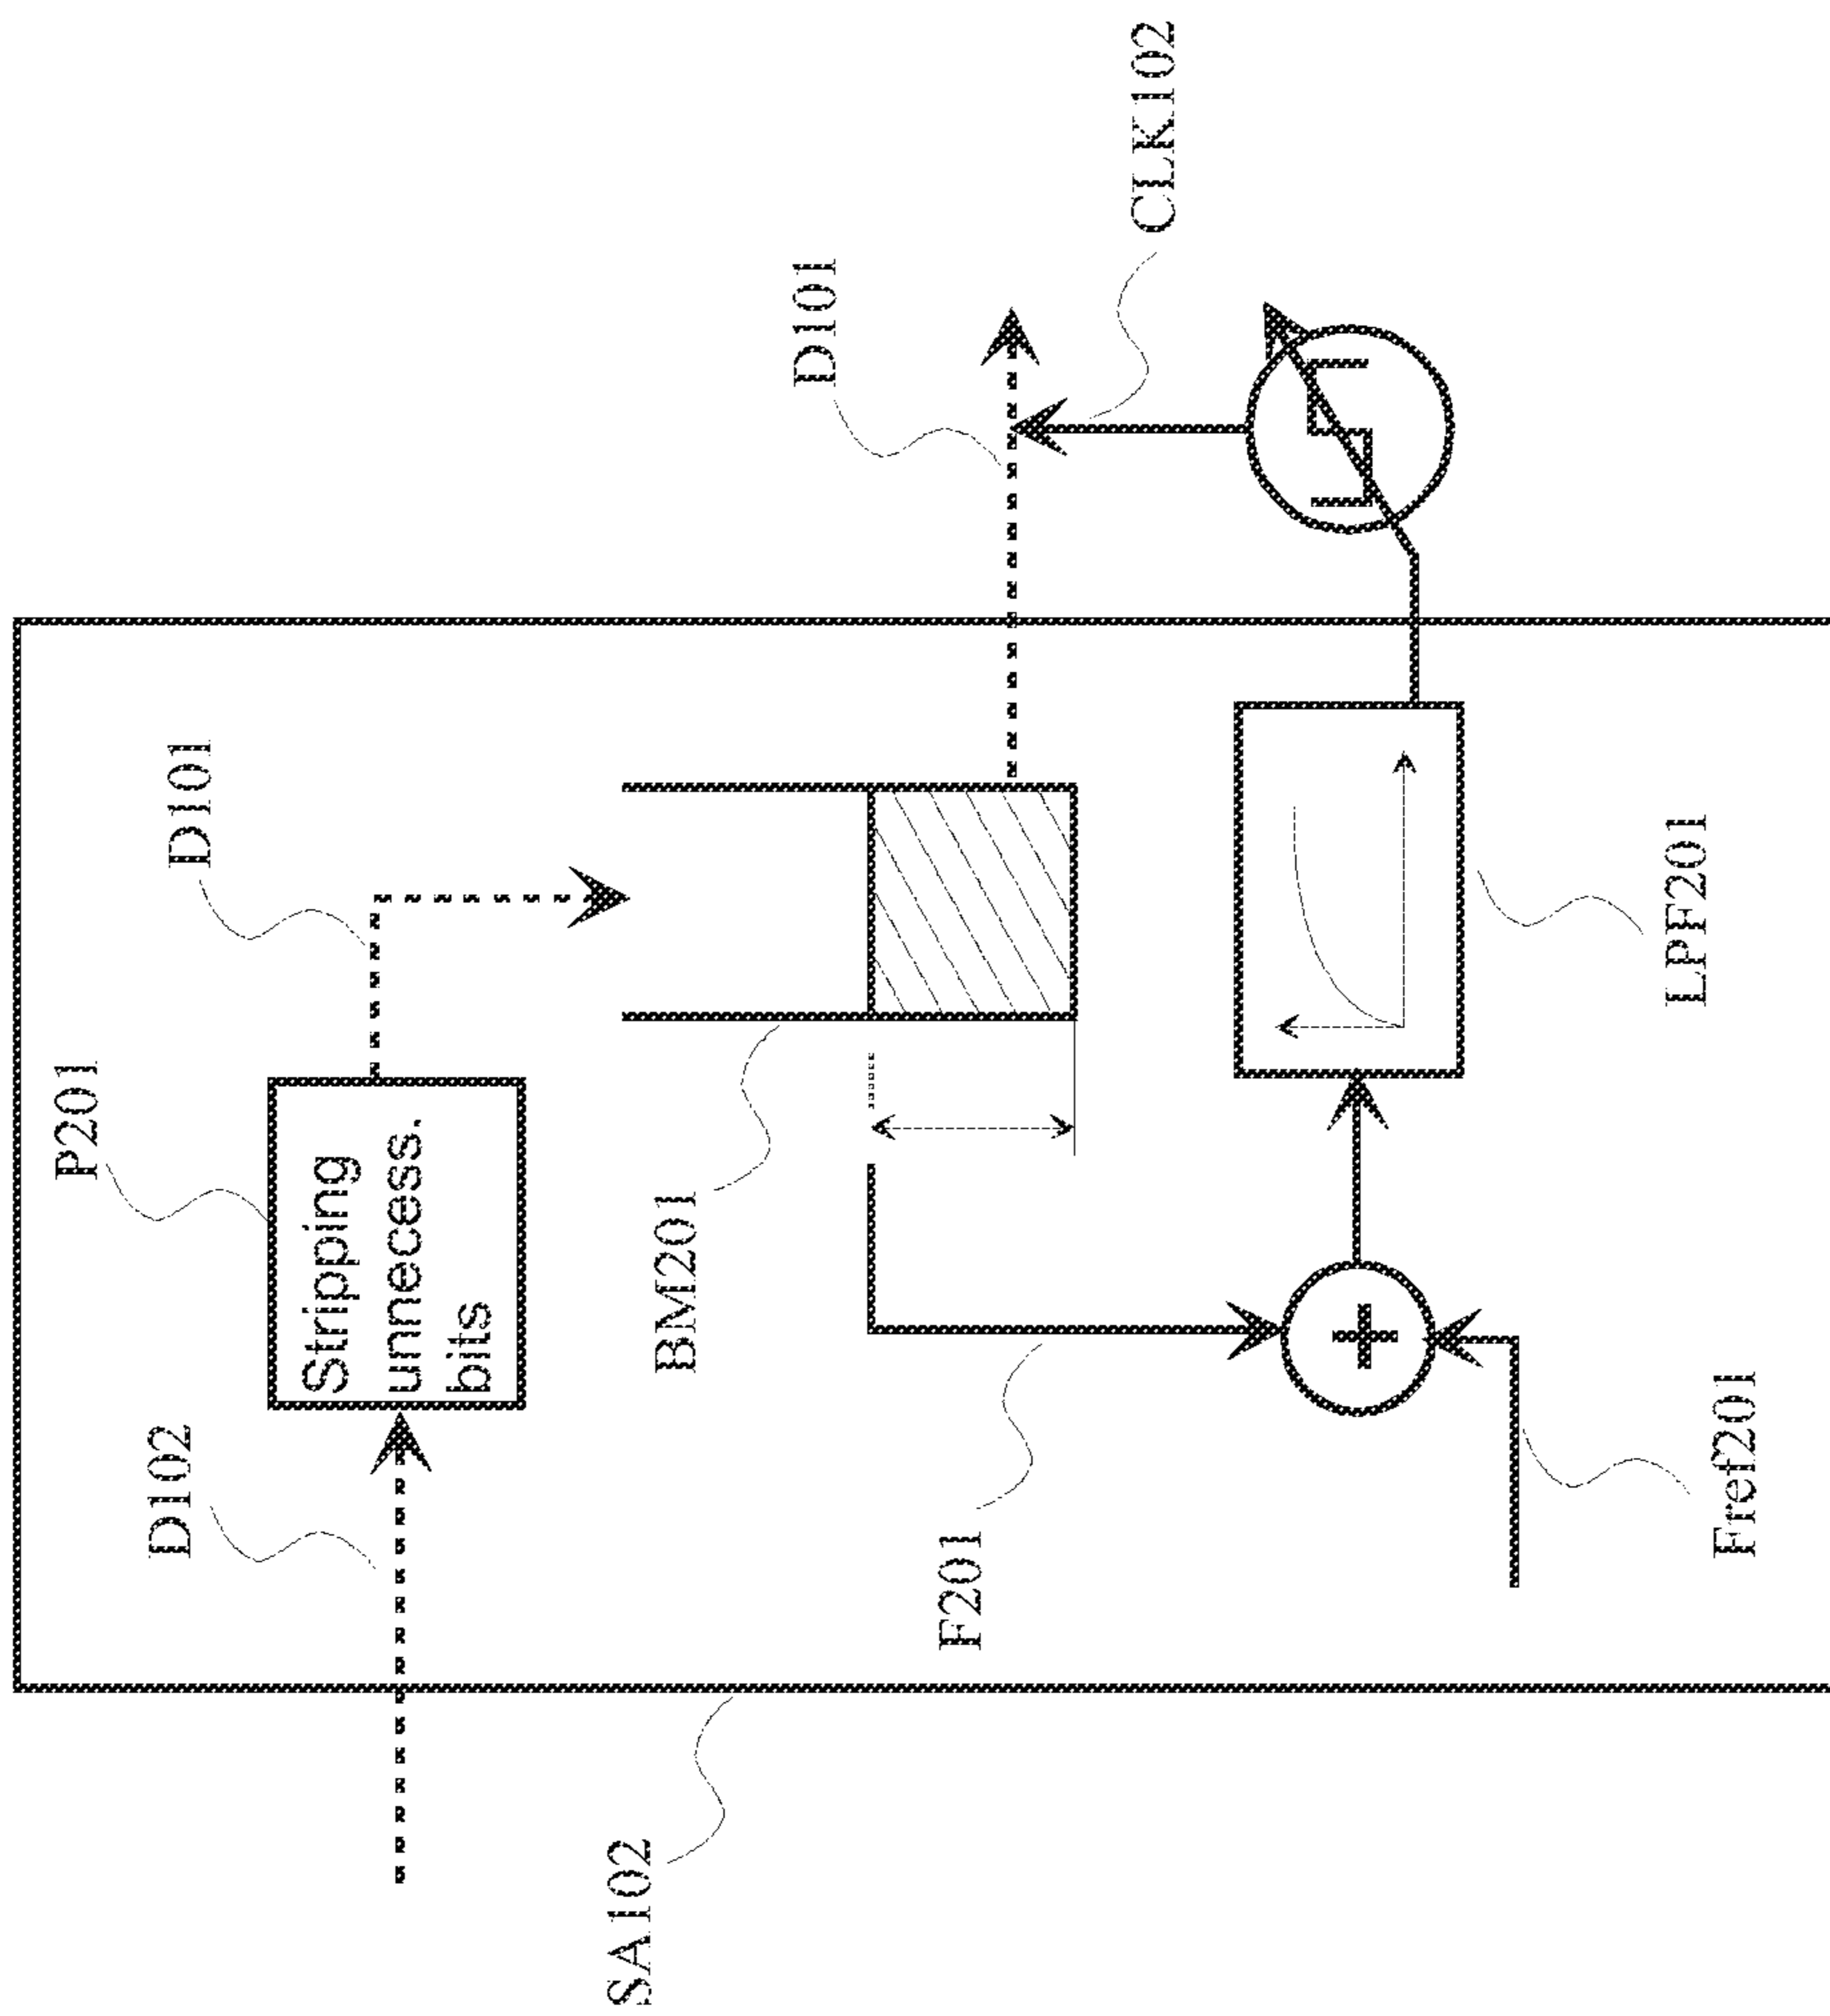 SA102
D102
P201
Stripping
unnecess.
bits
D101
BM201
F201
+
Fref201
LPF201
D101
CLK102